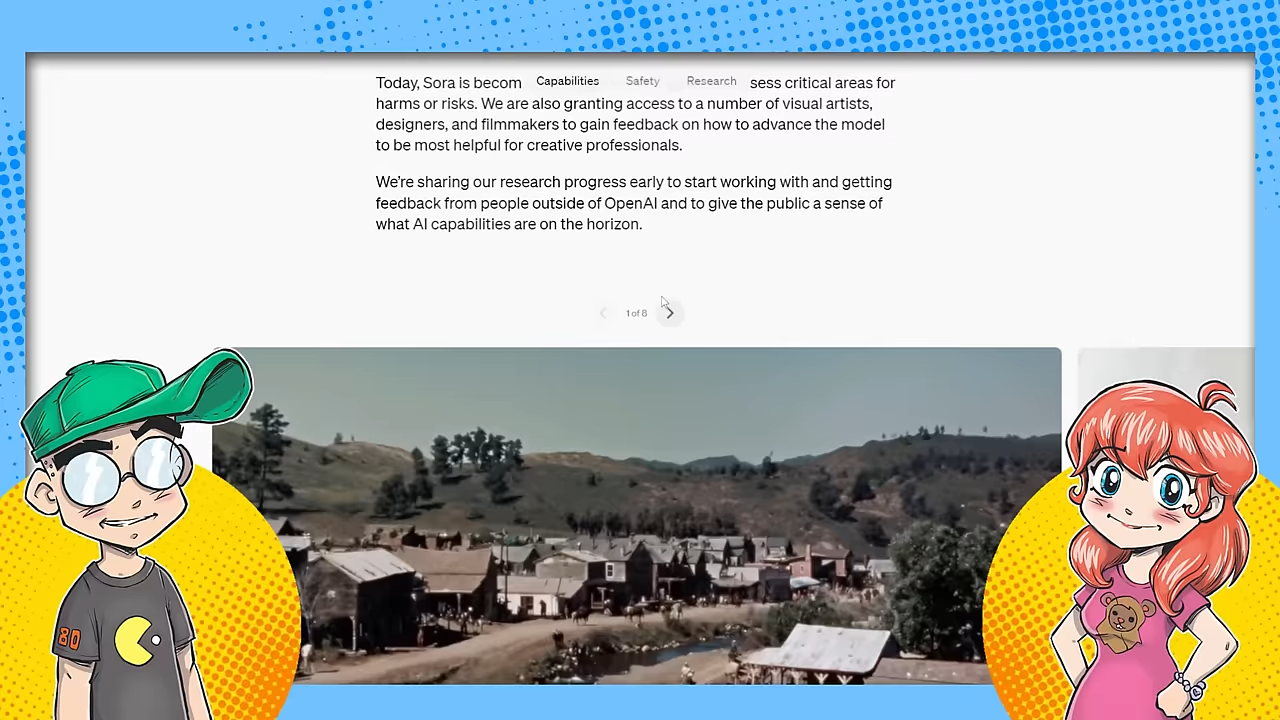 Today, Sora is becom Capabilities Safety Research sess critical areas for
harms or risks. We are also granting access to a number of visual artists,
designers, and filmmakers to gain feedback on how to advance the model
to be most helpful for creative professionals.
We’re sharing our research progress early to start working with and getting
feedback from people outside of OpenAI and to give the public a sense of
what AI capabilities are on the horizon.
1 of 8
80